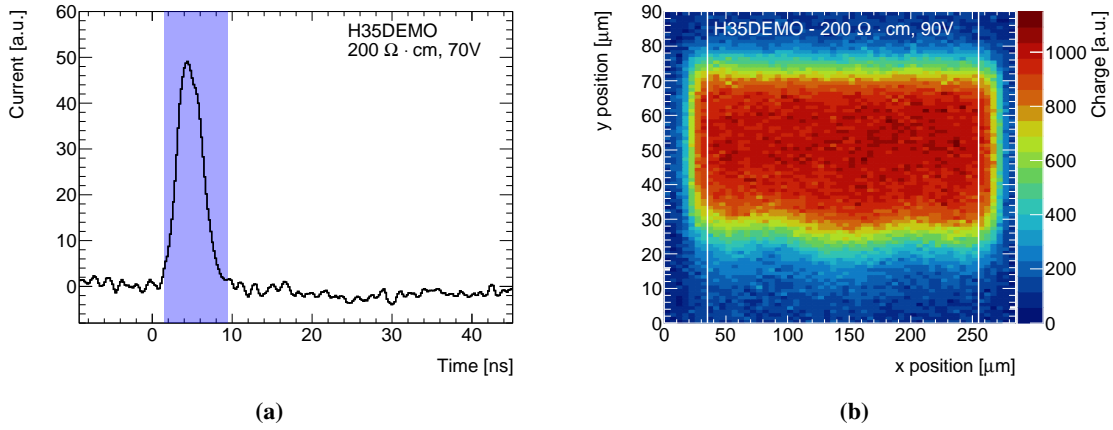 Current [a.u.]
60
50
40
30
20
10
0
H35DEMO
200 Ω · cm, 70V
0 10 20 30 40
Time [ns]
(a)
y position [μm]
90
80
70
60
50
40
30
20
10
0
H35DEMO - 200 Ω · cm, 90V
0 50 100 150 200 250
x position [μm]
Charge [a.u.]
1000
800
600
400
200
0
(b)